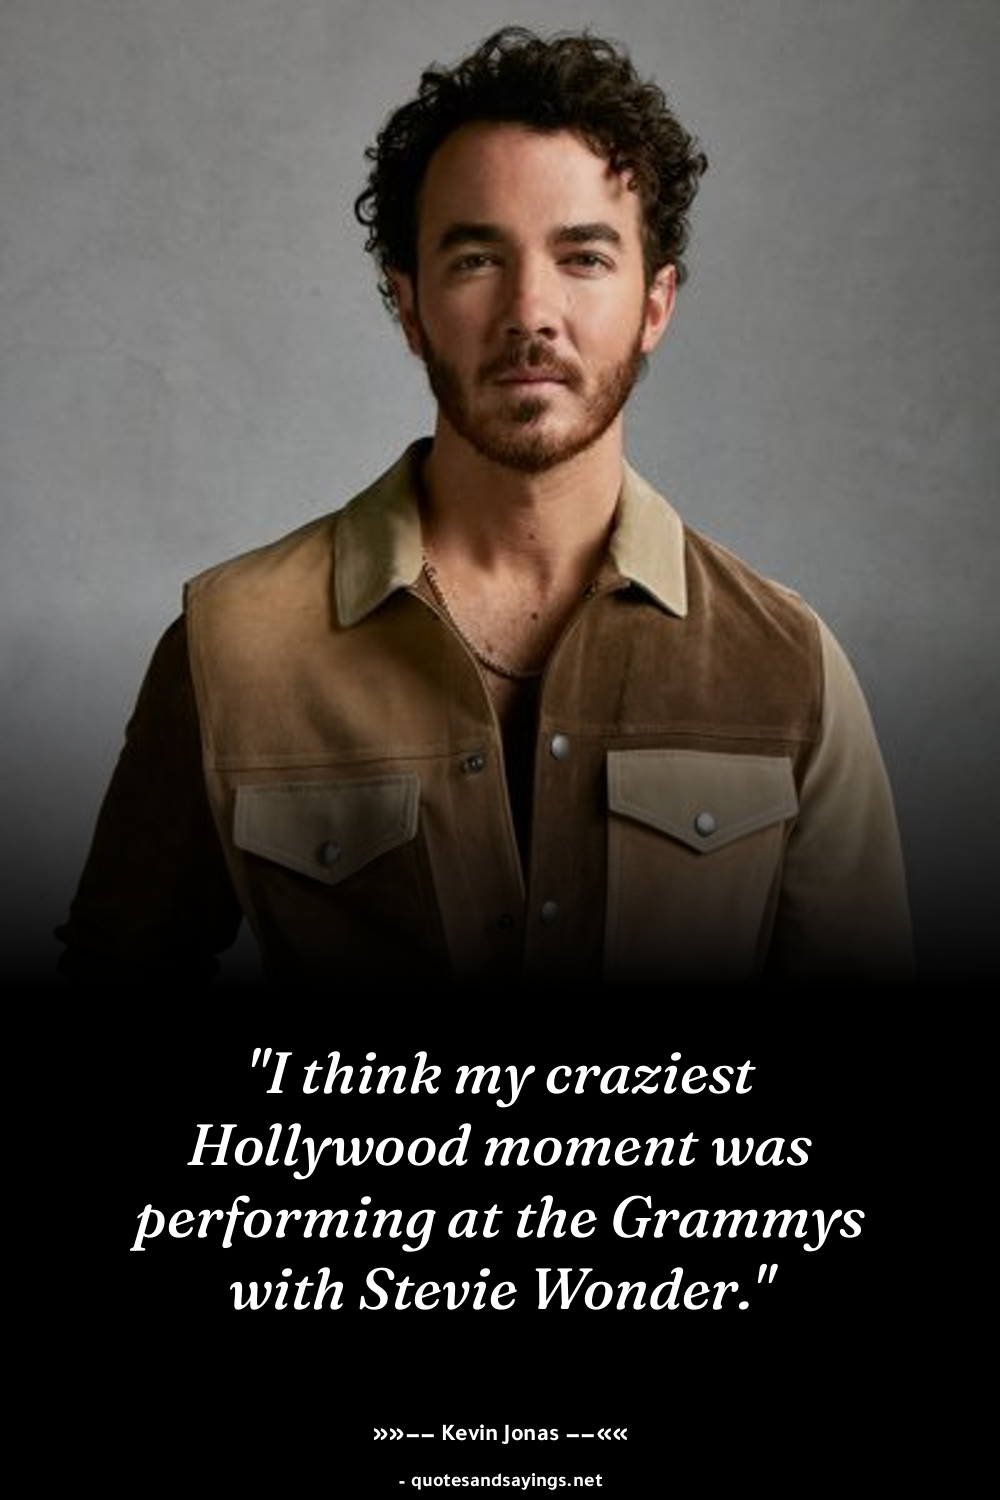 "I think my craziest
Hollywood moment was
performing at the Grammys
with Stevie Wonder."
»»−− Kevin Jonas −−««
- quotesandsayings.net